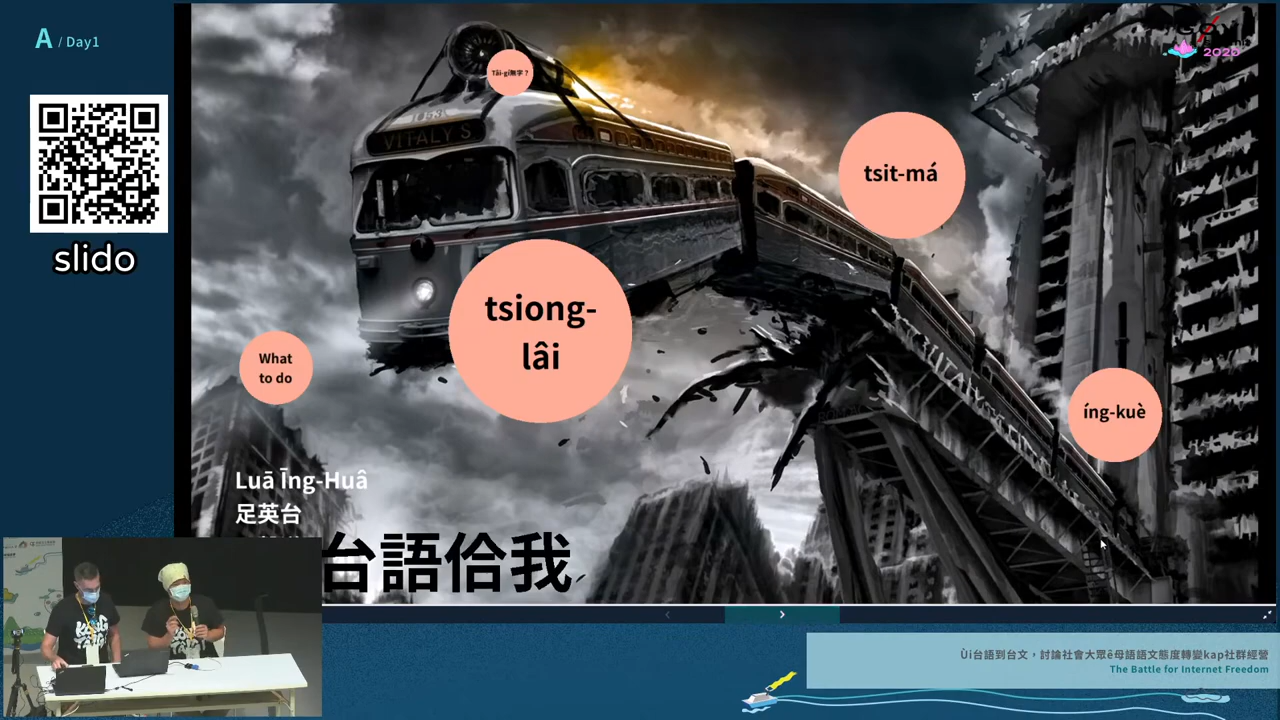 A / Day1
slido
Tâi-gí無字？
1053
VITALY S
2020
tsit-má
tsiong-
lâi
What
to do
íng-kuè
Luā Īng-Huâ
足英台
台語佮我
Ùi台語到台文，討論社會大眾ê母語語文態度轉變kap社群經營
The Battle for Internet Freedom